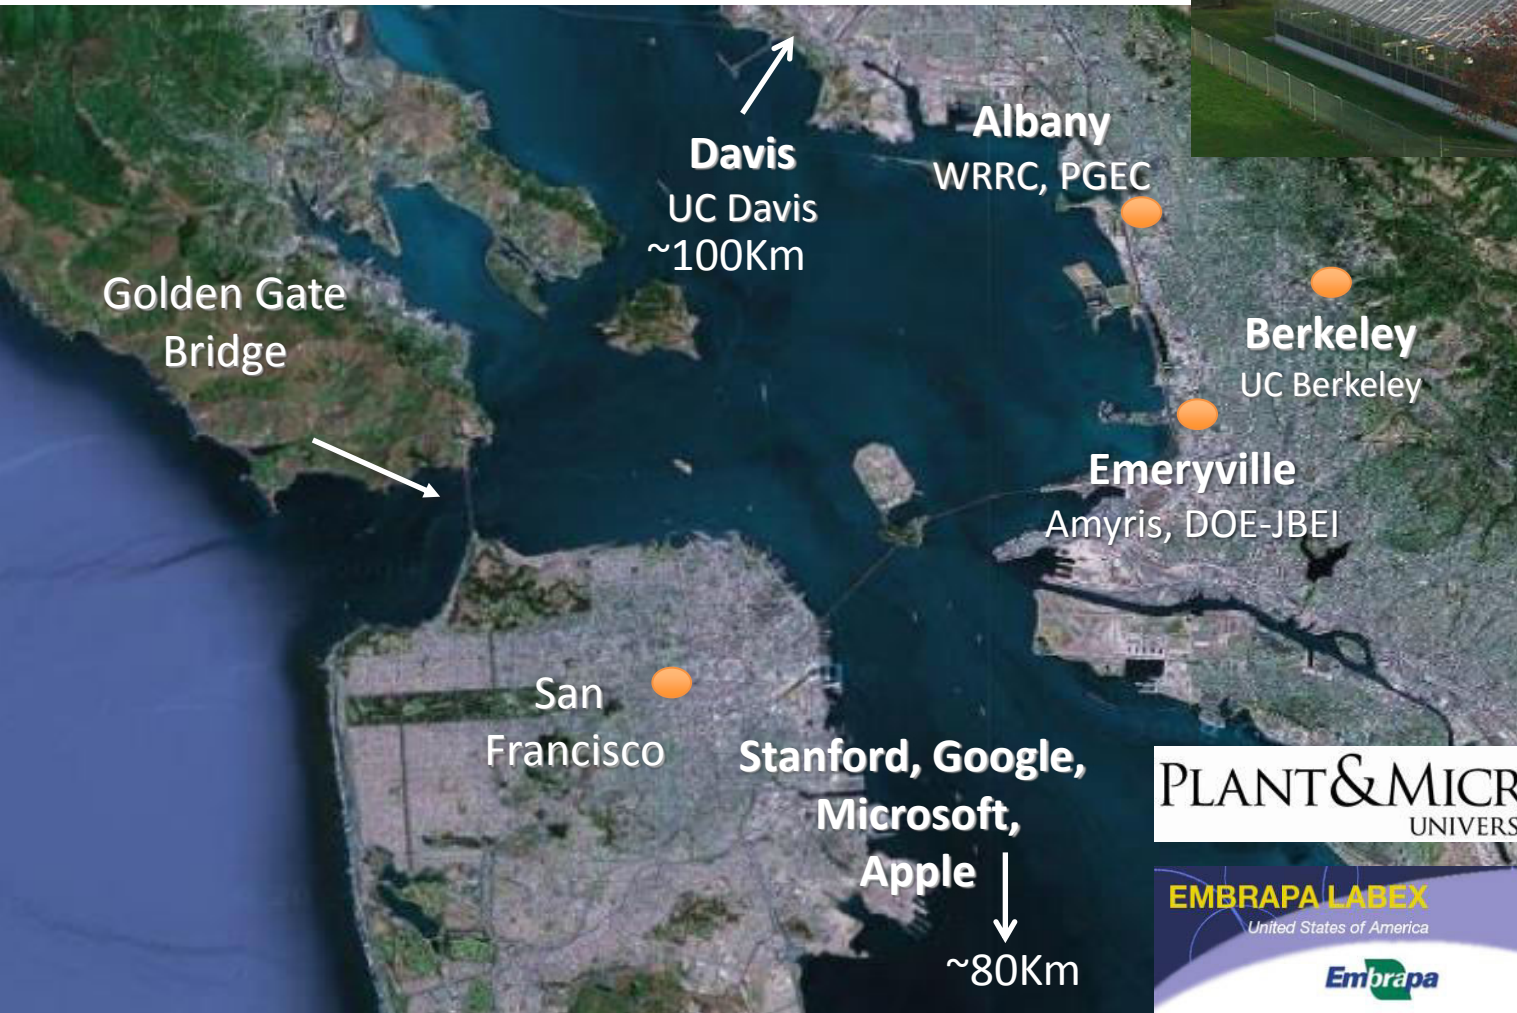 Albany
WRRC, PGEC
Davis
UC Davis
~100Km
Golden Gate
Bridge
Berkeley
UC Berkeley
Emeryville
Amyris, DOE-JBEI
San
Francisco
Stanford, Google,
Microsoft,
Apple
~80Km
PLANT&MICR
UNIVERS
EMBRAPA LABEX
United States of America
Embrapa